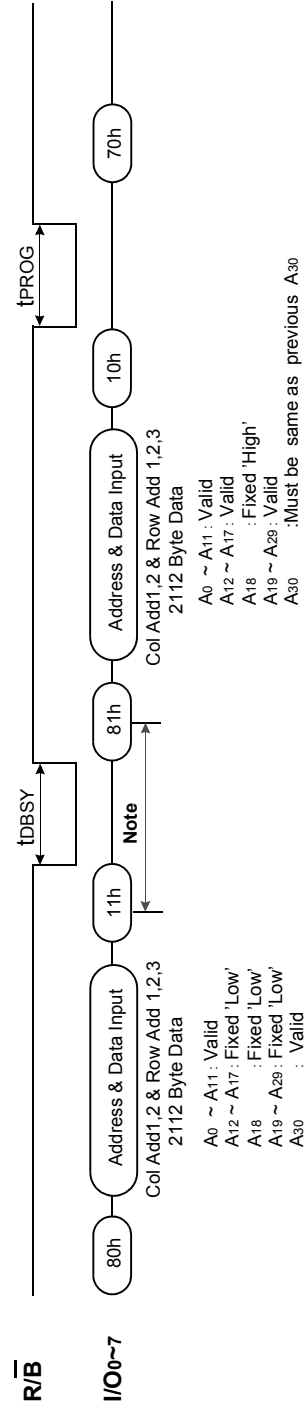 R/B
tDBSY
tPROG
I/O0~7
80h
Address & Data Input
11h
81h
Address & Data Input
10h
70h
Note
Col Add1,2 & Row Add 1,2,3
2112 Byte Data
A0 ~ A11 : Valid
A12 ~ A17 : Fixed 'Low'
A18 : Fixed 'Low'
A19 ~ A29 : Fixed 'Low'
A30 : Valid
Col Add1,2 & Row Add 1,2,3
2112 Byte Data
A0 ~ A11 : Valid
A12 ~ A17 : Valid
A18 : Fixed 'High'
A19 ~ A29 : Valid
A30 :Must be same as previous A30